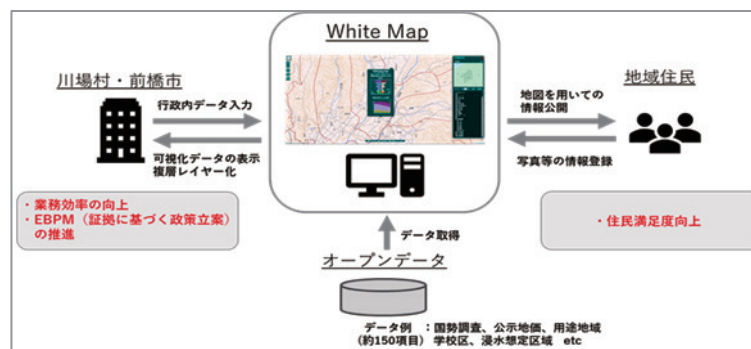 White Map
川場村・前橋市
地域住民
行政内データ入力
可視化データの表示
複層レイヤー化
地図を用いての
情報公開
写真等の情報登録
・業務効率の向上
・EBPM（証拠に基づく政策立案）
の推進
・住民満足度向上
データ取得
オープンデータ
データ例　：国勢調査、公示地価、用途地域
（約150項目）学校区、浸水想定区域　etc